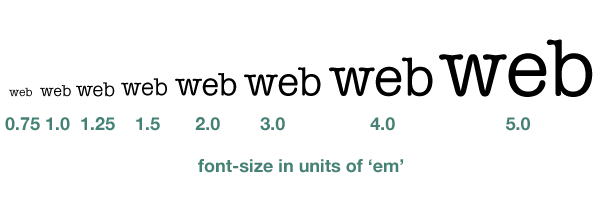 web web web web web web web web
0.75 1.0 1.25 1.5 2.0 3.0 4.0 5.0
font-size in units of ‘em’